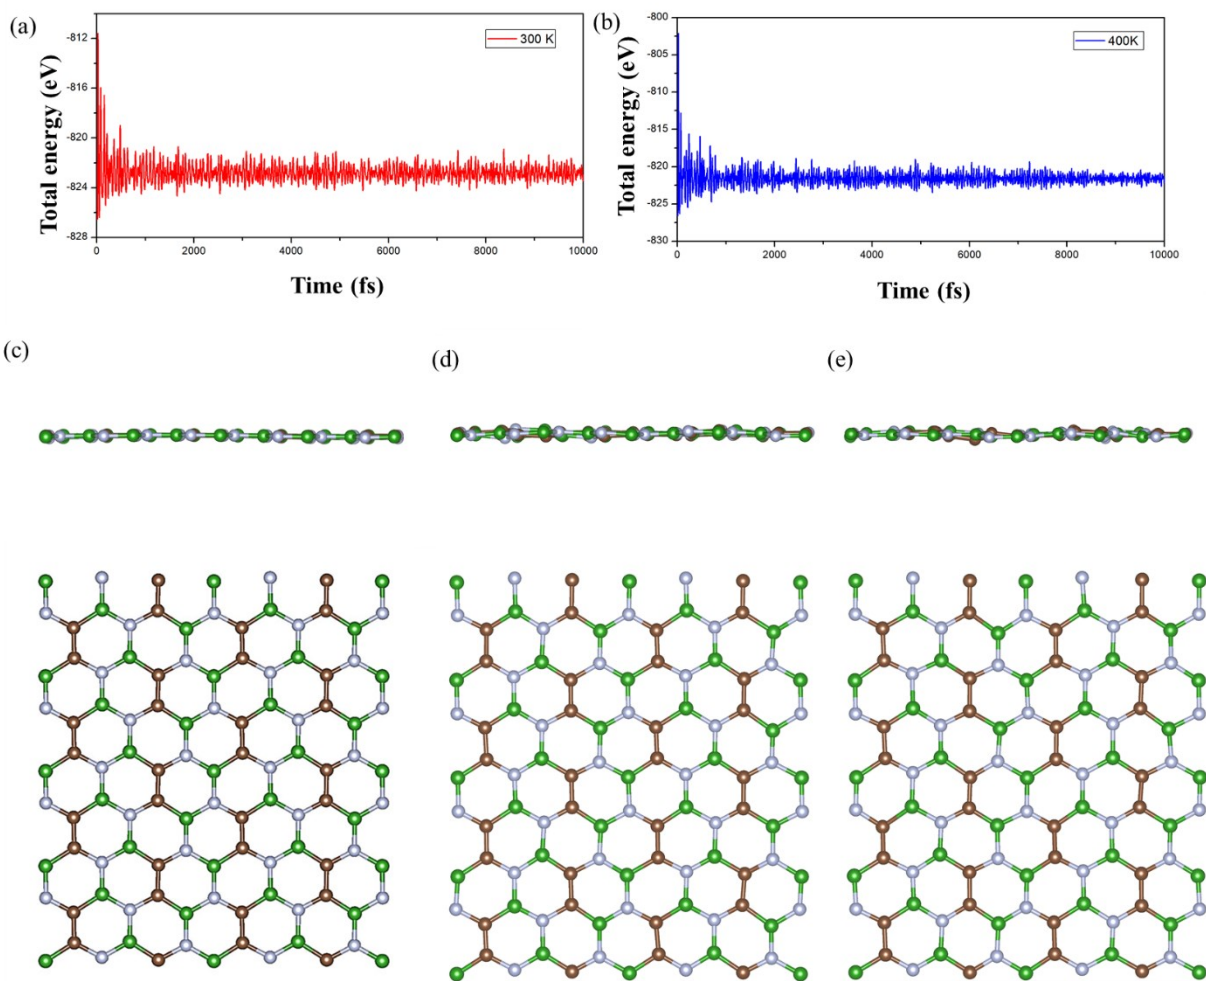 (a)
Total energy (eV)
-812
-816
-820
-824
-828
300 K
0
2000
4000
6000
8000
10000
Time (fs)
(b)
Total energy (eV)
-800
-805
-810
-815
-820
-825
-830
400K
0
2000
4000
6000
8000
10000
Time (fs)
(c)
(d)
(e)